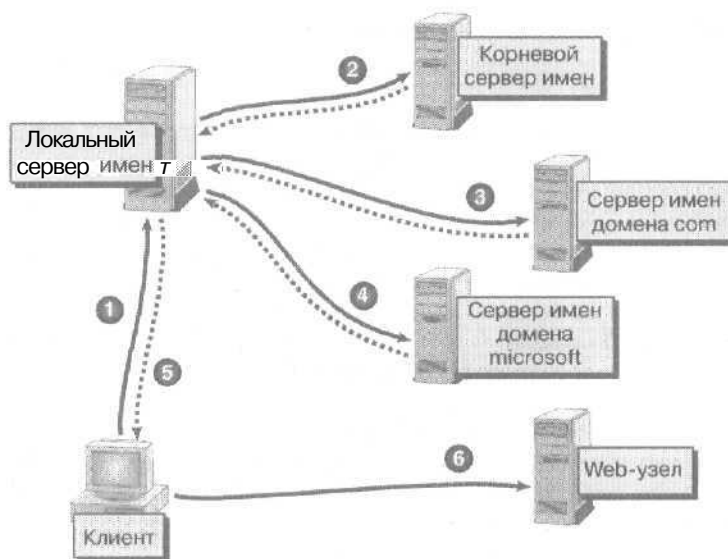 2
Корневой
сервер имен
Локальный
сервер имен т
3
Сервер имен
домена com
1
4
Сервер имен
домена
microsoft
5
6
Web-узел
Клиент